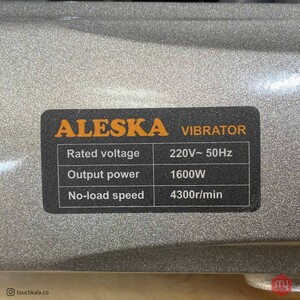 ALESKA VIBRATOR
Rated voltage 220V~ 50Hz
Output power 1600W
No-load speed 4300r/min
touchkala.co